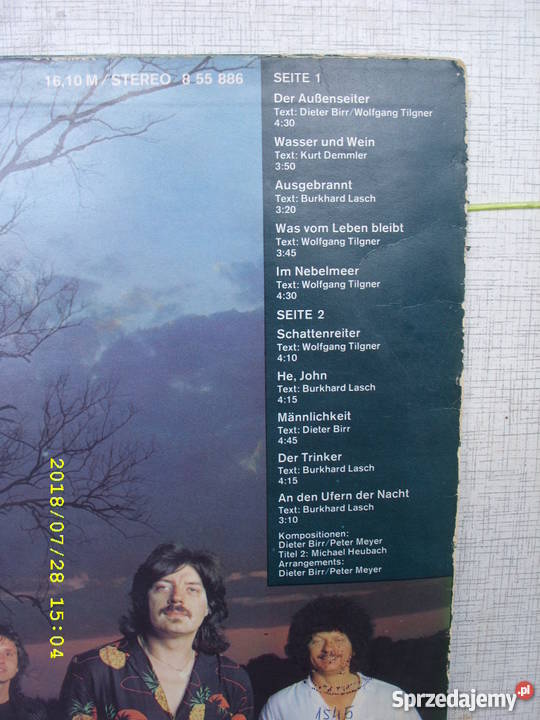 16,10 M / STEREO 8 55 886
SEITE 1
Der Außenseiter
Text: Dieter Birr/Wolfgang Tilgner
4:30
Wasser und Wein
Text: Kurt Demmler
3:50
Ausgebrannt
Text: Burkhard Lasch
3:20
Was vom Leben bleibt
Text: Wolfgang Tilgner
3:45
Im Nebelmeer
Text: Wolfgang Tilgner
4:30
SEITE 2
Schattenreiter
Text: Wolfgang Tilgner
4:10
He, John
Text: Burkhard Lasch
4:15
Männlichkeit
Text: Dieter Birr
4:45
Der Trinker
Text: Burkhard Lasch
4:15
An den Ufern der Nacht
Text: Burkhard Lasch
3:10
Kompositionen:
Dieter Birr/Peter Meyer
Titel 2: Michael Heubach
Arrangements:
Dieter Birr/Peter Meyer
2018/07/28 15:04
1545
Sprzedajemy.pl